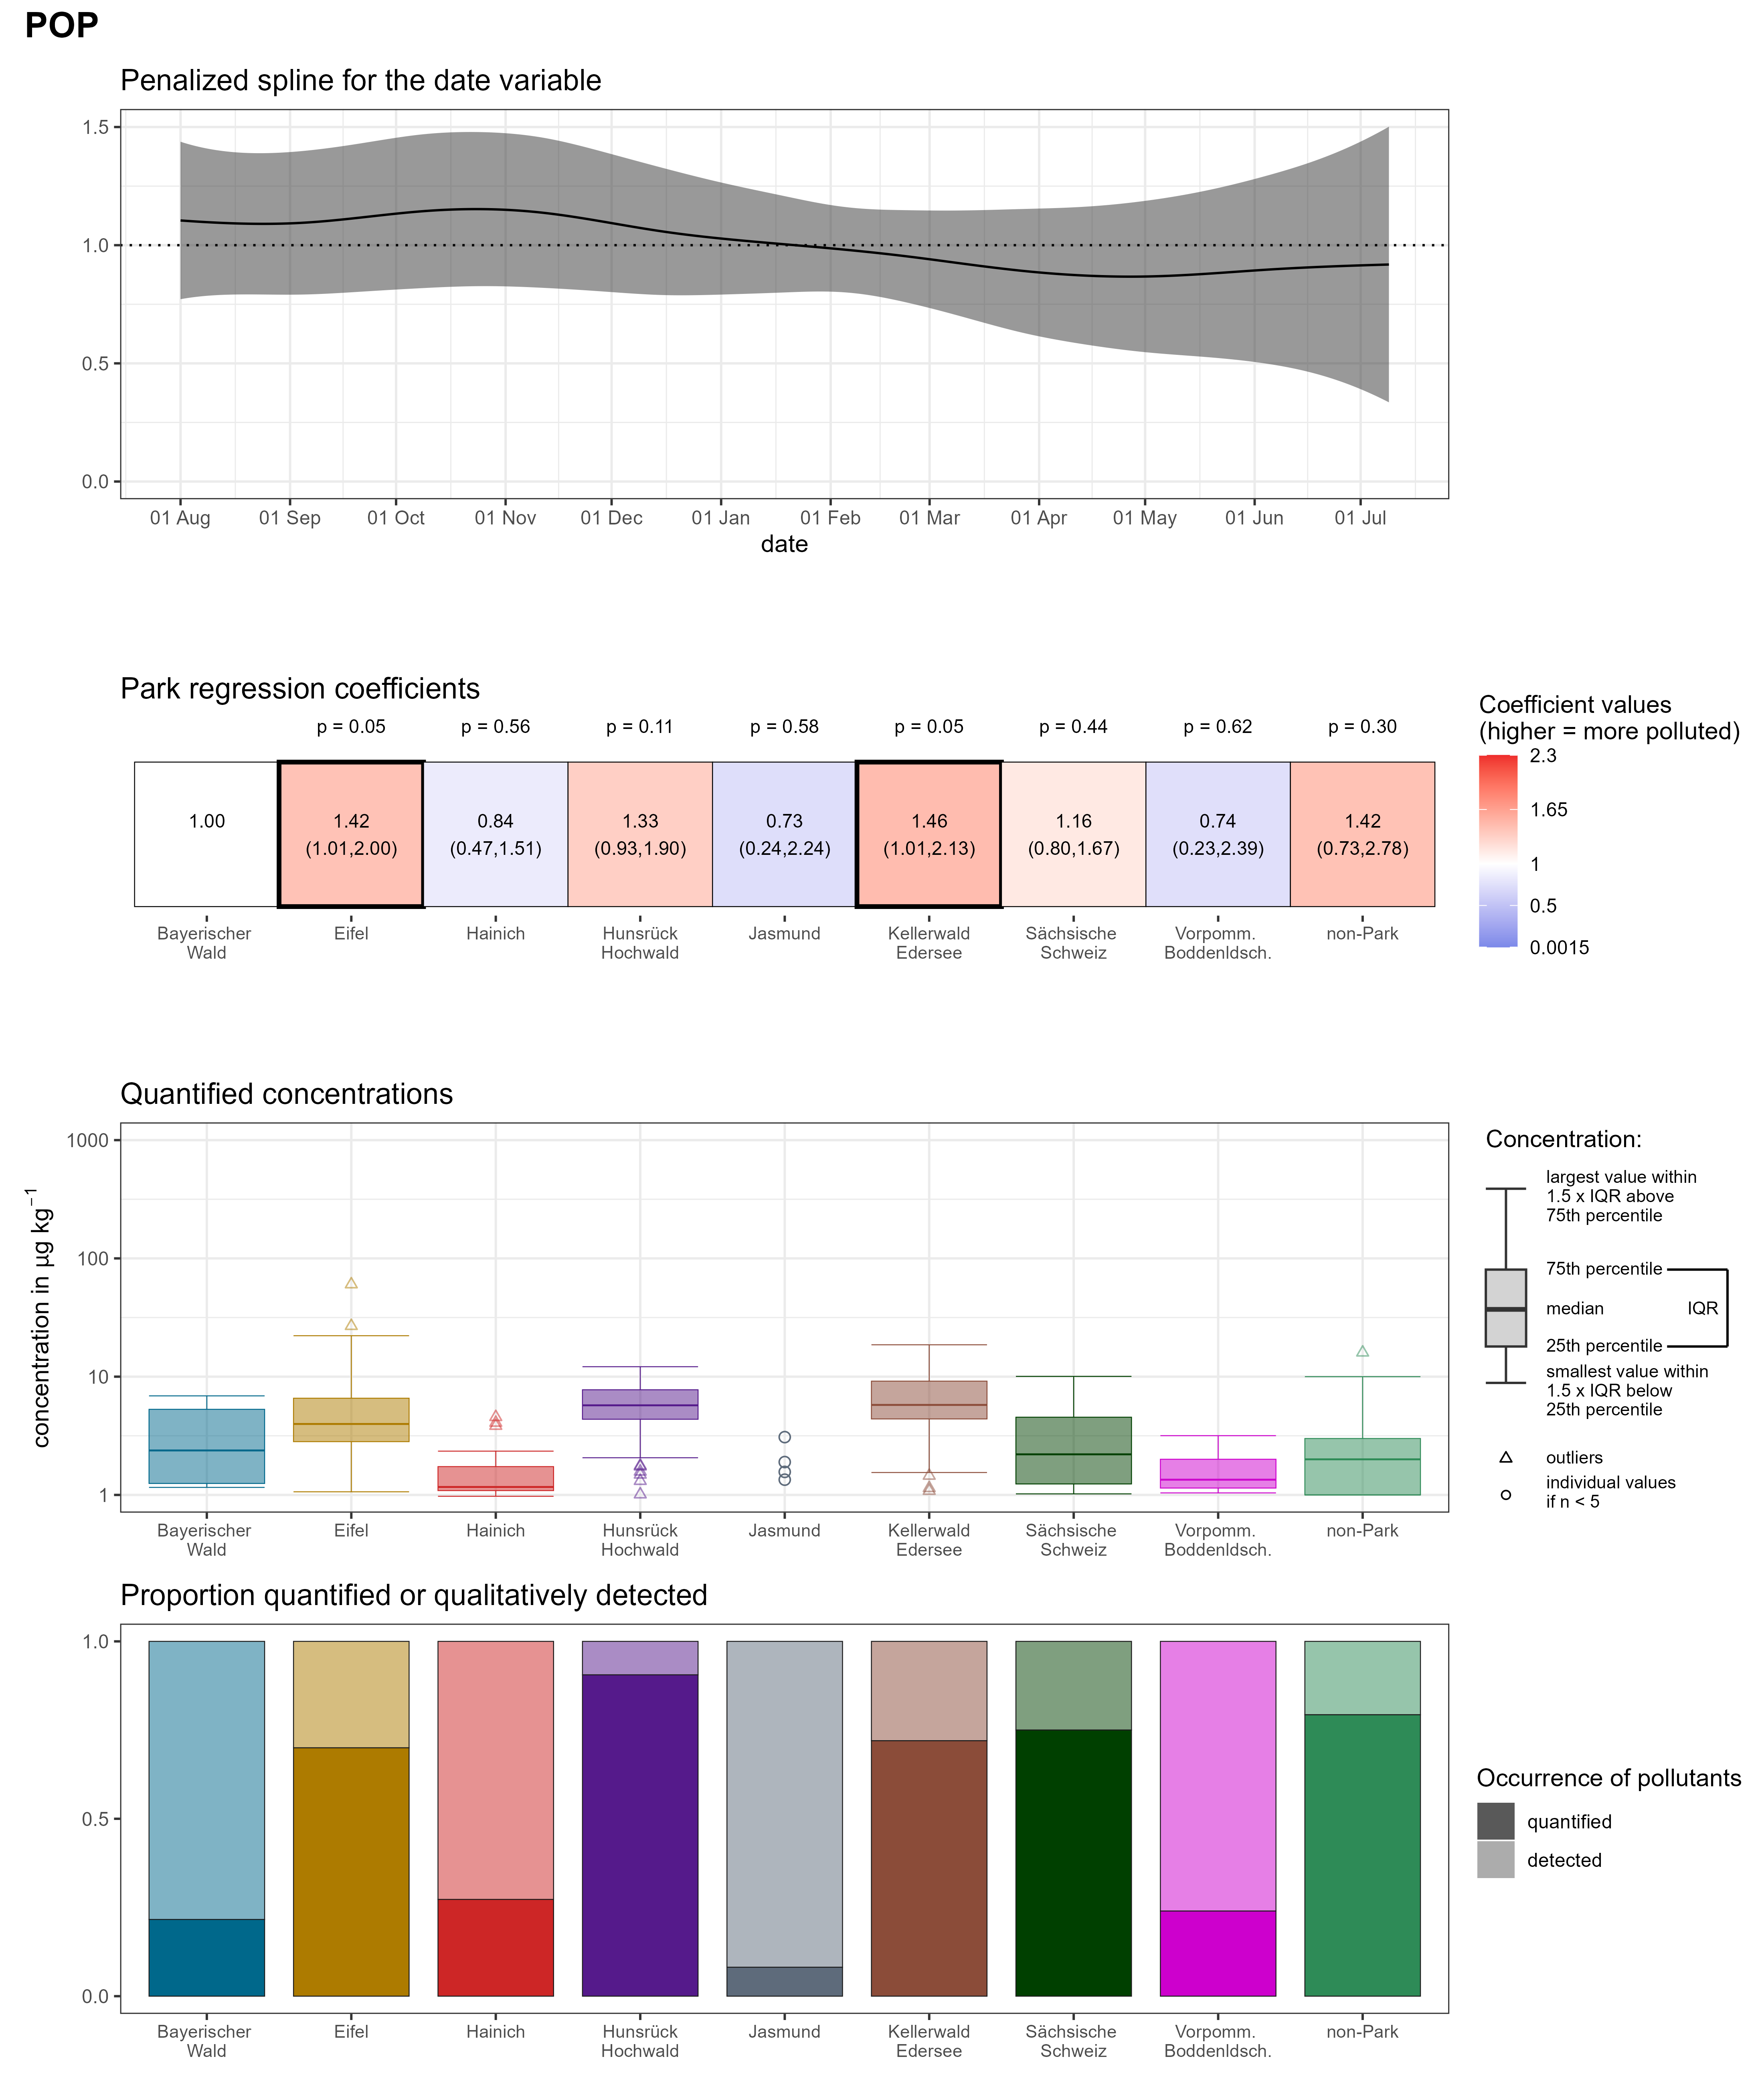 POP
Penalized spline for the date variable
1.5
1.0
0.5
0.0
01 Aug 01 Sep 01 Oct 01 Nov 01 Dec 01 Jan 01 Feb 01 Mar 01 Apr 01 May 01 Jun 01 Jul
date
Park regression coefficients
p = 0.05 p = 0.56 p = 0.11 p = 0.58 p = 0.05 p = 0.44 p = 0.62 p = 0.30
1.00 1.42 0.84 1.33 0.73 1.46 1.16 0.74 1.42
(1.01,2.00) (0.47,1.51) (0.93,1.90) (0.24,2.24) (1.01,2.13) (0.80,1.67) (0.23,2.39) (0.73,2.78)
Bayerischer Eifel Hainich Hunsrück Jasmund Kellerwald Sächsische Vorpomm. non-Park
Wald Hochwald Edersee Schweiz Boddenldsch.
Coefficient values
(higher = more polluted)
2.3
1.65
1
0.5
0.0015
Quantified concentrations
concentration in µg kg⁻¹
1000
100
10
1
Bayerischer Eifel Hainich Hunsrück Jasmund Kellerwald Sächsische Vorpomm. non-Park
Wald Hochwald Edersee Schweiz Boddenldsch.
Concentration:
largest value within
1.5 x IQR above
75th percentile
75th percentile
median IQR
25th percentile
smallest value within
1.5 x IQR below
25th percentile
outliers
individual values
if n < 5
Proportion quantified or qualitatively detected
1.0
0.5
0.0
Bayerischer Eifel Hainich Hunsrück Jasmund Kellerwald Sächsische Vorpomm. non-Park
Wald Hochwald Edersee Schweiz Boddenldsch.
Occurrence of pollutants
quantified
detected